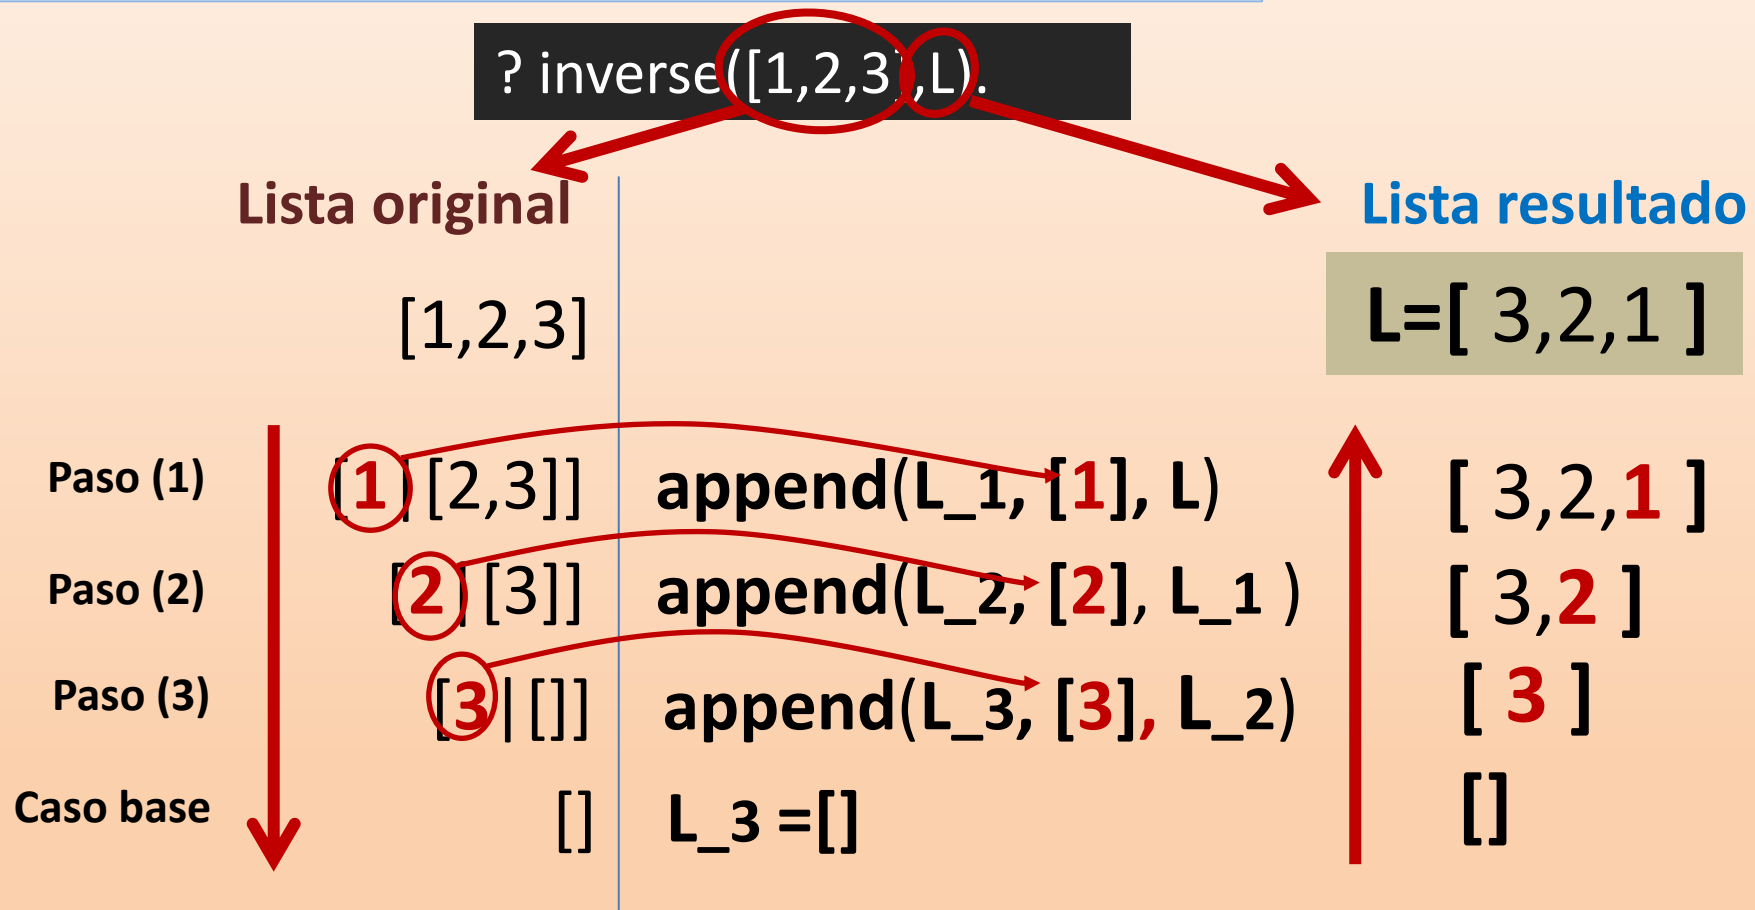 ? inverse([1,2,3],L).
Lista original
Lista resultado
[1,2,3]
L=[ 3,2,1 ]
Paso (1) [1|[2,3]] append(L_1, [1], L) [ 3,2,1 ]
Paso (2) [2|[3]] append(L_2, [2], L_1 ) [ 3,2 ]
Paso (3) [3|[]] append(L_3, [3], L_2) [ 3 ]
Caso base [] L_3 =[] []